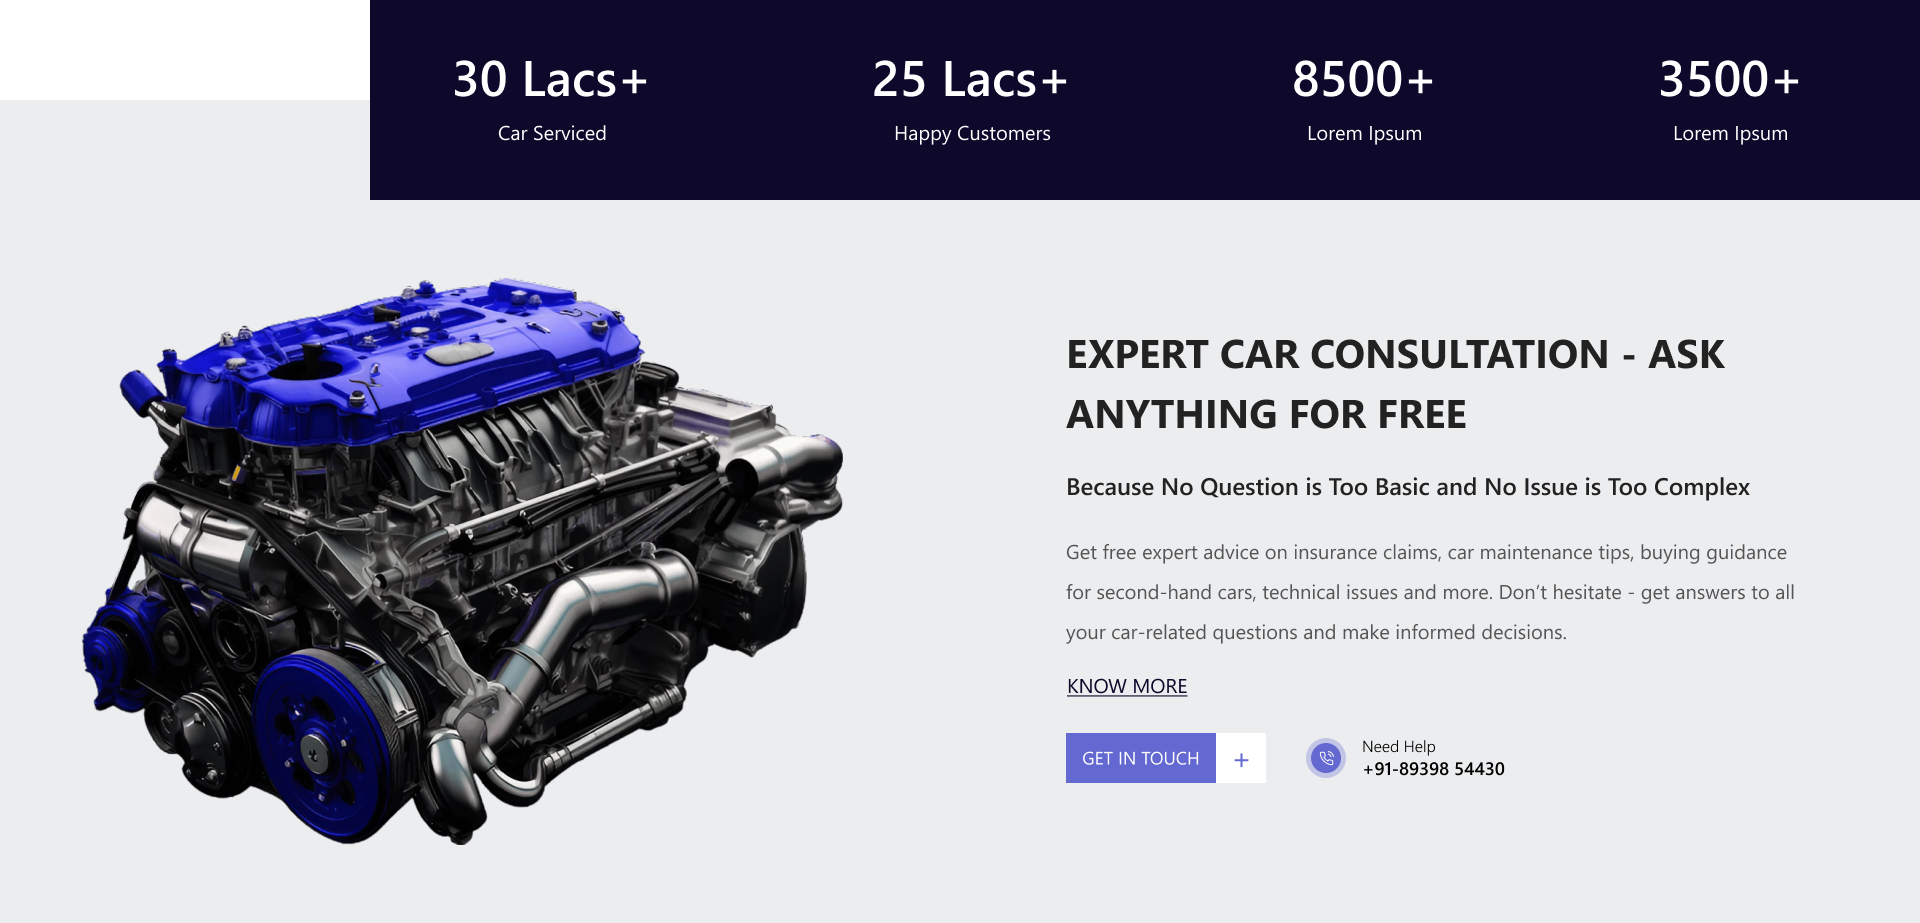 30 Lacs+
Car Serviced
25 Lacs+
Happy Customers
8500+
Lorem Ipsum
3500+
Lorem Ipsum
EXPERT CAR CONSULTATION - ASK
ANYTHING FOR FREE
Because No Question is Too Basic and No Issue is Too Complex
Get free expert advice on insurance claims, car maintenance tips, buying guidance
for second-hand cars, technical issues and more. Don’t hesitate - get answers to all
your car-related questions and make informed decisions.
KNOW MORE
GET IN TOUCH +
Need Help
+91-89398 54430